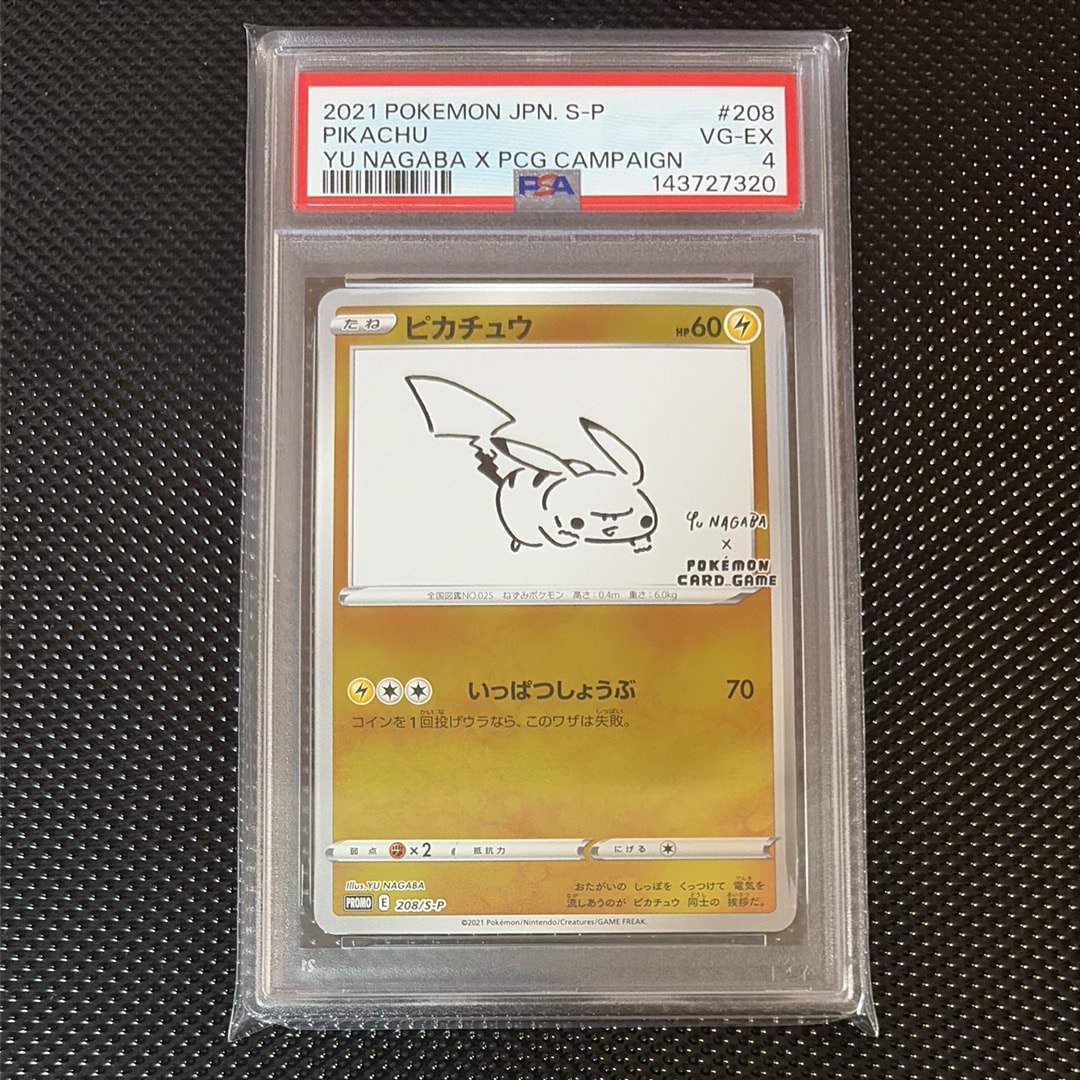 2021 POKEMON JPN. S-P #208
PIKACHU VG-EX
YU NAGABA X PCG CAMPAIGN 4
PSA 143727320
たね ピカチュウ HP60
Yu NAGABA
×
POKÉMON
CARD GAME
全国図鑑NO.025 ねずみポケモン 高さ:0.4m 重さ:6.0kg
いっぱつしょうぶ 70
コインを1回投げウラなら、このワザは失敗。
弱点 ×2 抵抗力 にげる
Illus.YU NAGABA
PROMO E 208/S-P
おたがいの しっぽを くっつけて 電気を
流しあうのが ピカチュウ 同士の 挨拶だ。
©2021 Pokémon/Nintendo/Creatures/GAME FREAK.